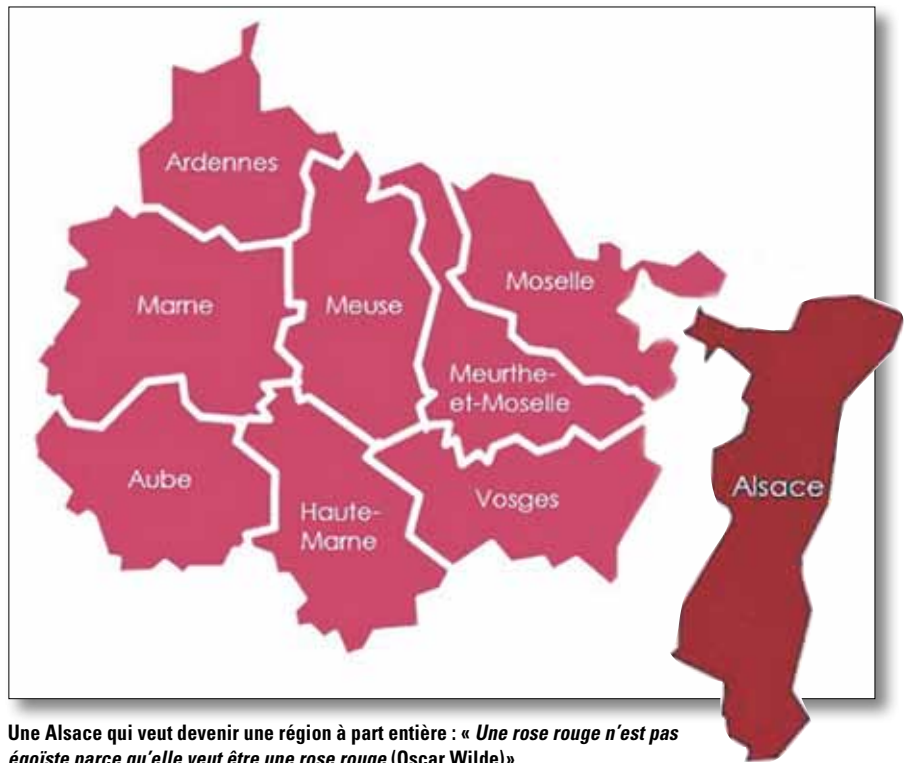 Ardennes
Marne
Meuse
Moselle
Meurthe-
et-Moselle
Aube
Haute-
Marne
Vosges
Alsace
Une Alsace qui veut devenir une région à part entière : « Une rose rouge n'est pas
égoïste parce qu'elle veut être une rose rouge (Oscar Wilde)»